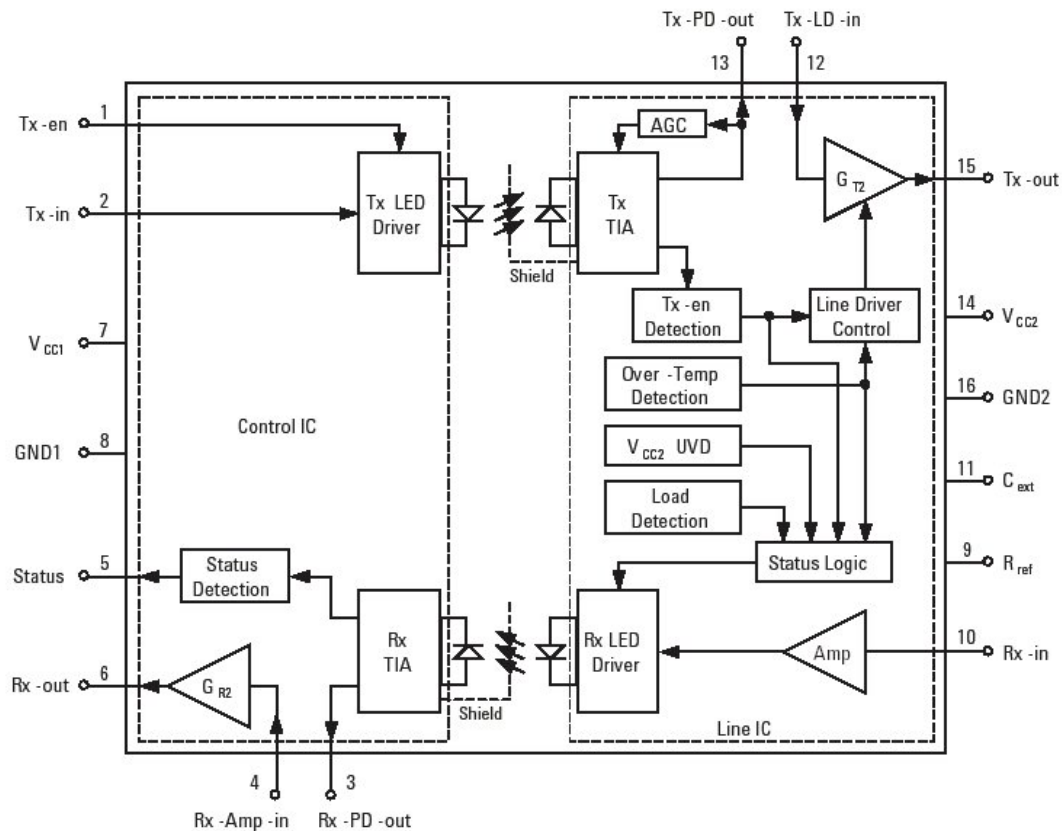 Tx -PD -out
Tx -LD -in
13
12
1
Tx -en
AGC
Tx LED
Driver
Tx
TIA
G T2
15
Tx -out
2
Tx -in
Shield
Tx -en
Detection
Line Driver
Control
14
V CC2
7
V CC1
Over -Temp
Detection
16
GND2
Control IC
8
GND1
V CC2 UVD
11
C ext
Load
Detection
5
Status
Status
Detection
Status Logic
9
R ref
Rx
TIA
Rx LED
Driver
Amp
10
Rx -in
6
Rx -out
G R2
Shield
Line IC
4
3
Rx -Amp -in
Rx -PD -out